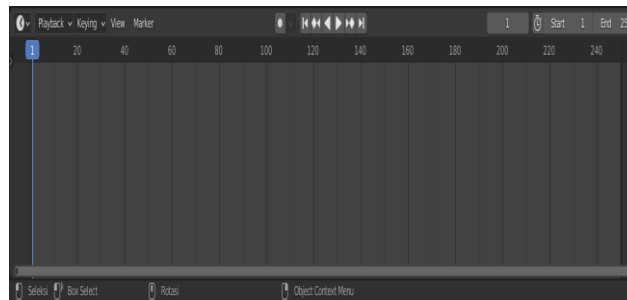 Playback Keying View Marker 1 Start 1 End 25
1 20 40 60 80 100 120 140 160 180 200 220 240
Seleksi Box Select Rotasi Object Context Menu